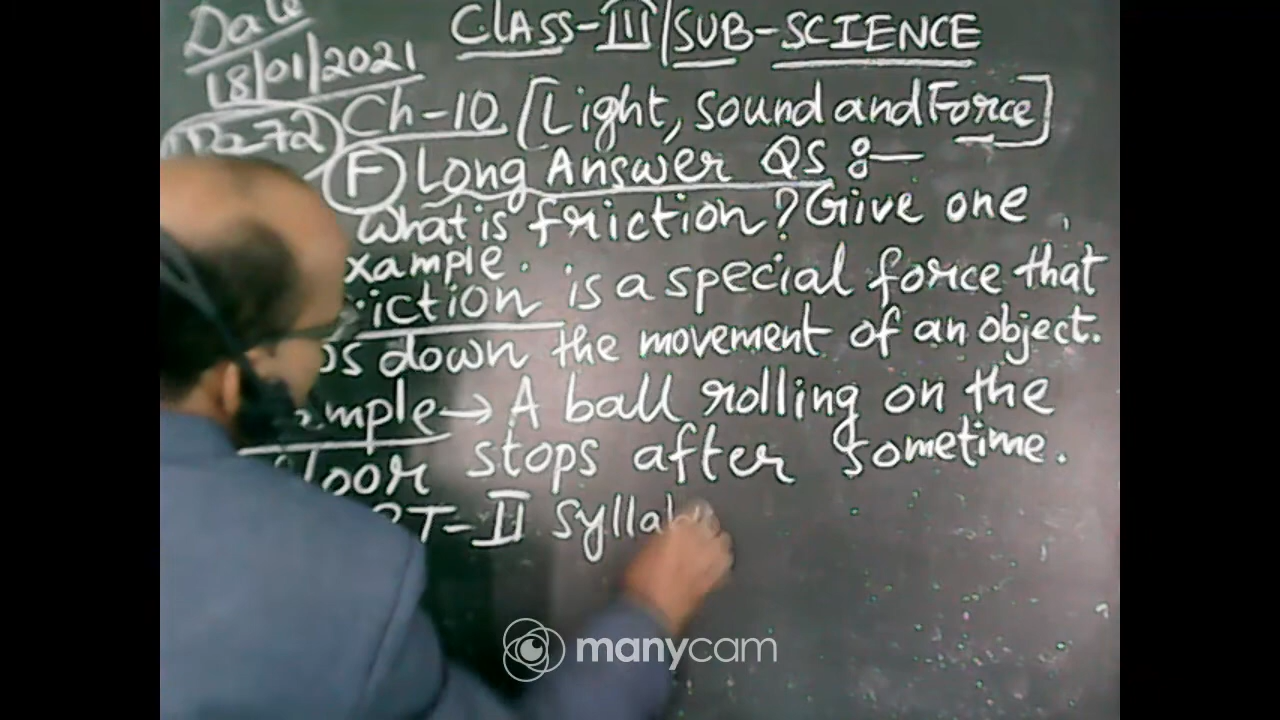 Date CLASS-III/SUB-SCIENCE
18/01/2021
Ch-10 [Light, Sound and Force]
F Long Answer QS :—
What is friction? Give one
xample.
iction is a special force that
down the movement of an object.
mple → A ball rolling on the
loor stops after sometime.
T-II Sylla
manycam